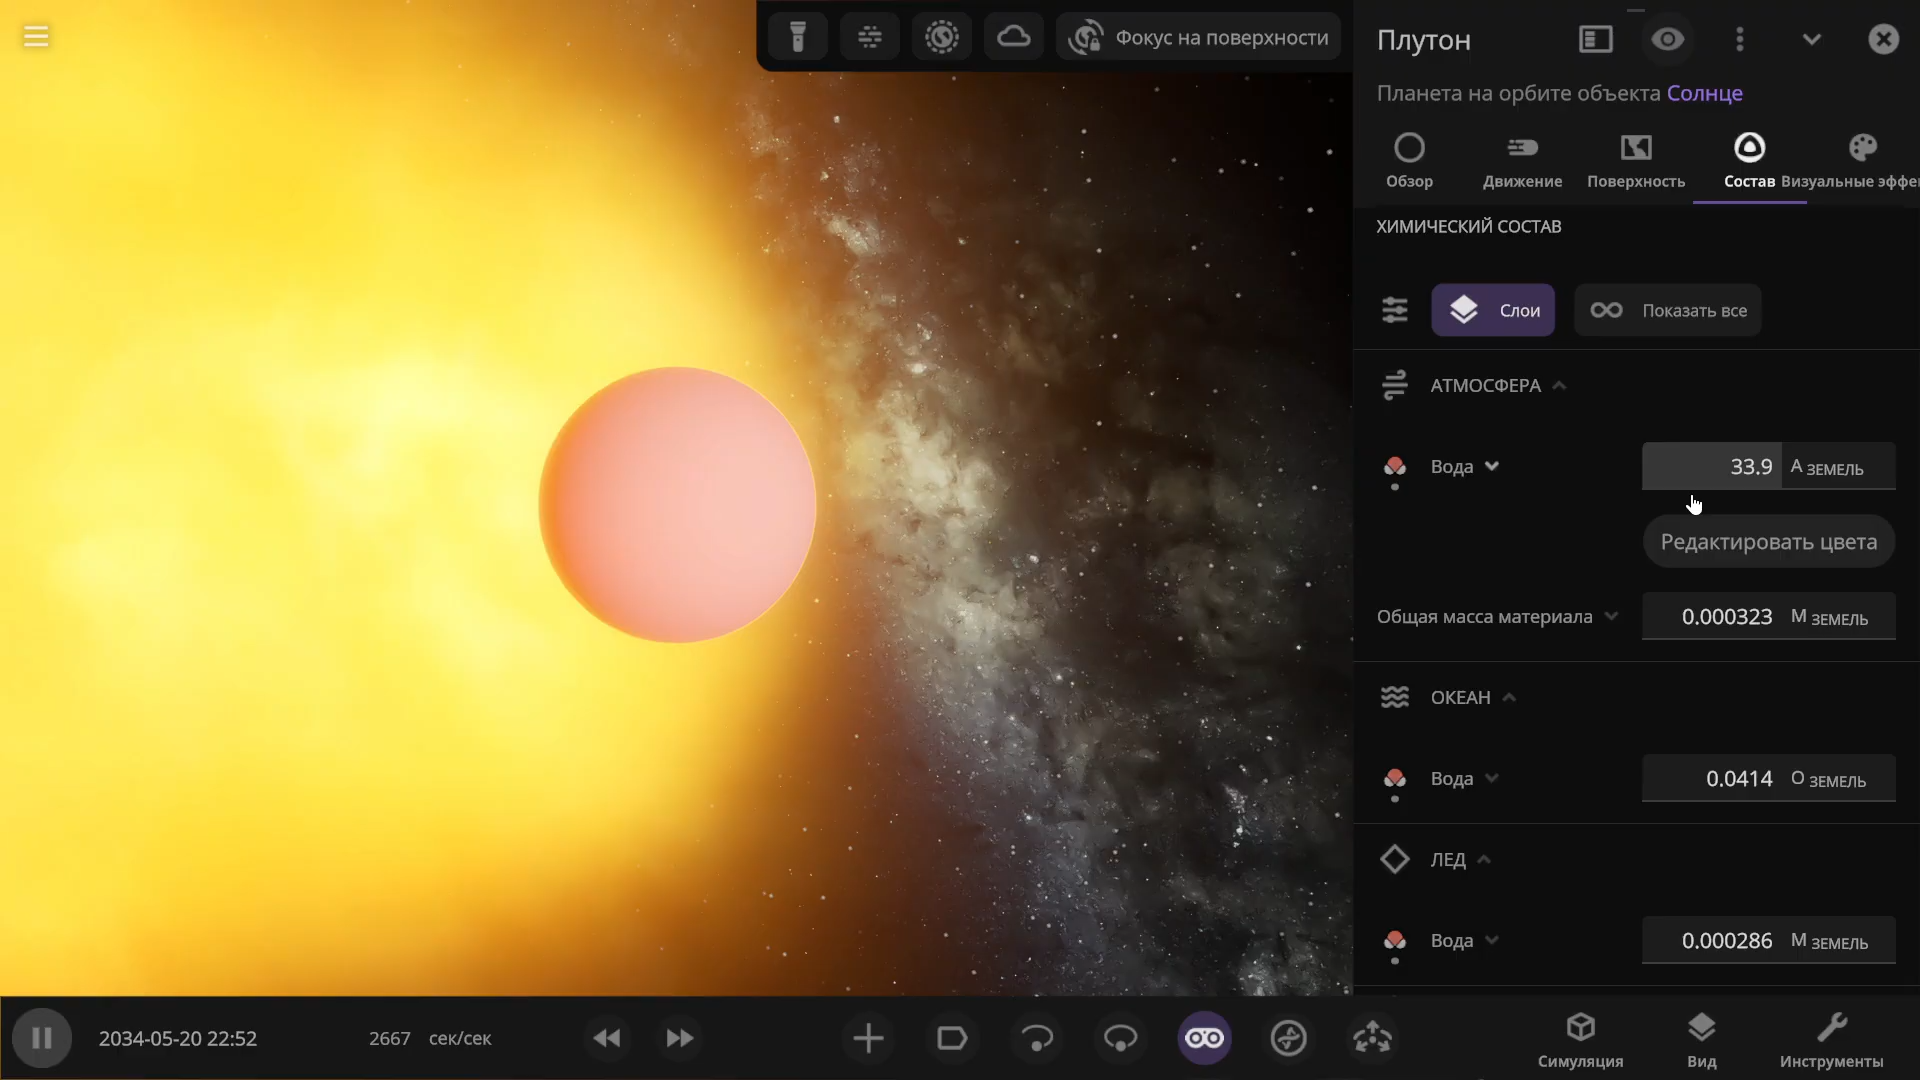 Фокус на поверхности
Плутон
Планета на орбите объекта Солнце
Обзор
Движение
Поверхность
Состав
Визуальные эффе
ХИМИЧЕСКИЙ СОСТАВ
Слои
Показать все
АТМОСФЕРА
Вода 33.9 А ЗЕМЕЛЬ
Редактировать цвета
Общая масса материала 0.000323 М ЗЕМЕЛЬ
ОКЕАН
Вода 0.0414 О ЗЕМЕЛЬ
ЛЕД
Вода 0.000286 М ЗЕМЕЛЬ
2034-05-20 22:52
2667 сек/сек
Симуляция
Вид
Инструменты